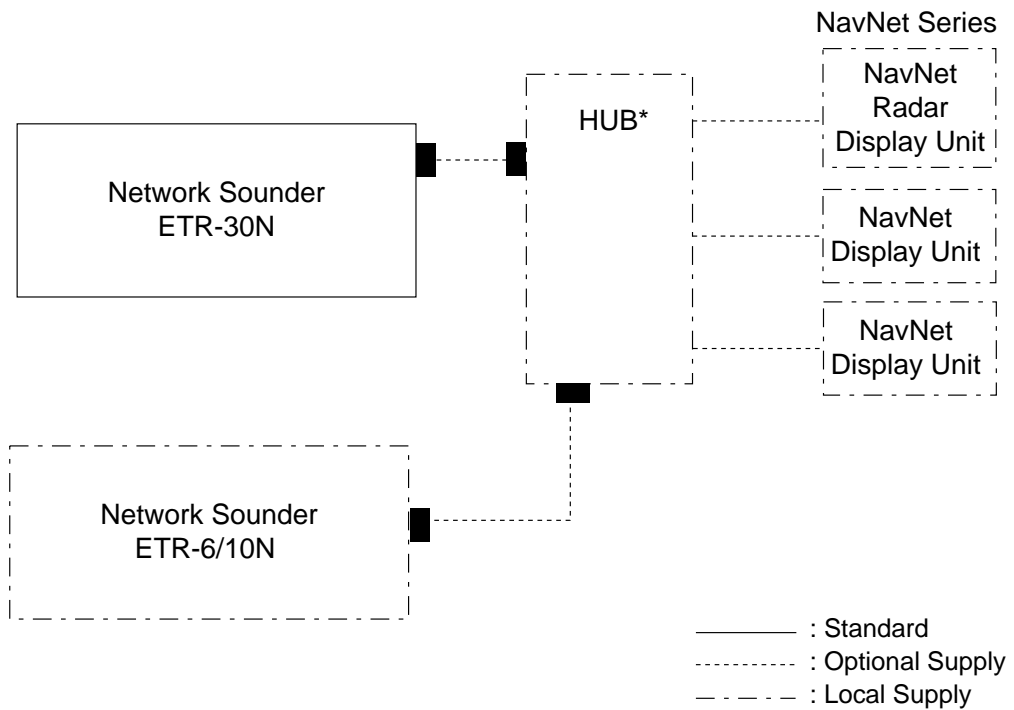 NavNet Series
NavNet
Radar
Display Unit
HUB*
Network Sounder
ETR-30N
NavNet
Display Unit
NavNet
Display Unit
Network Sounder
ETR-6/10N
: Standard
: Optional Supply
: Local Supply